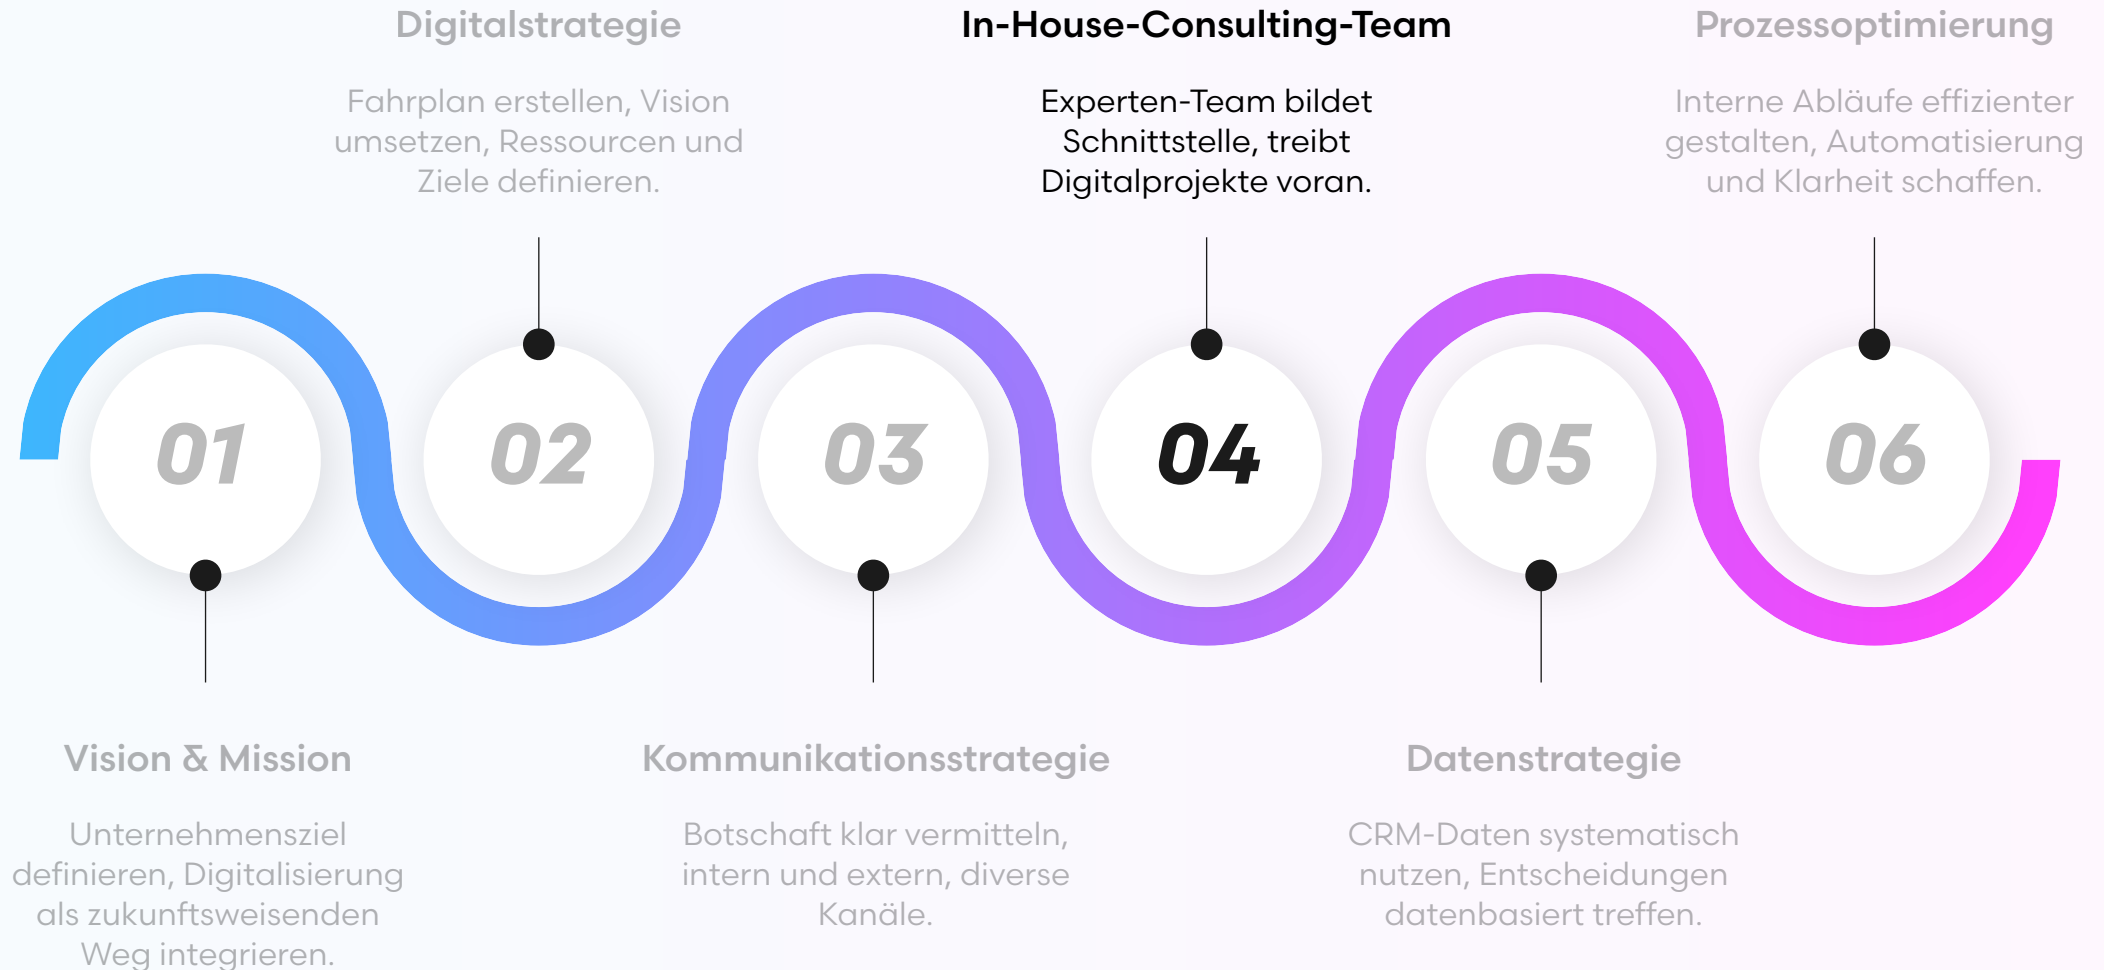 Digitalstrategie
Fahrplan erstellen, Vision
umsetzen, Ressourcen und
Ziele definieren.
In-House-Consulting-Team
Experten-Team bildet
Schnittstelle, treibt
Digitalprojekte voran.
Prozessoptimierung
Interne Abläufe effizienter
gestalten, Automatisierung
und Klarheit schaffen.
01
02
03
04
05
06
Vision & Mission
Unternehmensziel
definieren, Digitalisierung
als zukunftsweisenden
Weg integrieren.
Kommunikationsstrategie
Botschaft klar vermitteln,
intern und extern, diverse
Kanäle.
Datenstrategie
CRM-Daten systematisch
nutzen, Entscheidungen
datenbasiert treffen.